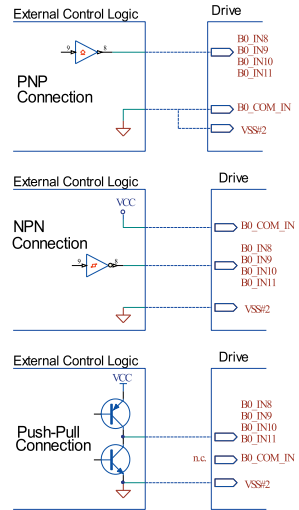 External Control Logic
Drive
9
8
B0_IN8
B0_IN9
B0_IN10
B0_IN11
PNP
Connection
B0_COM_IN
VSS#2
External Control Logic
Drive
VCC
NPN
Connection
B0_COM_IN
9
8
B0_IN8
B0_IN9
B0_IN10
B0_IN11
VSS#2
External Control Logic
Drive
VCC
B0_IN8
B0_IN9
B0_IN10
B0_IN11
Push-Pull
Connection
n.c.
B0_COM_IN
VSS#2